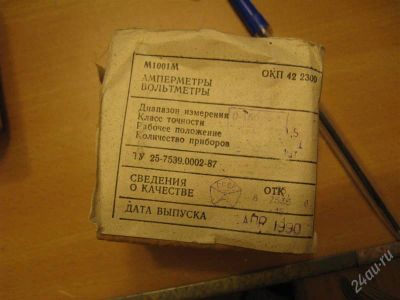 М1001М ОКП 42 2300
АМПЕРМЕТРЫ
ВОЛЬТМЕТРЫ
Диапазон измерения
Класс точности
Рабочее положение
Количество приборов
ТУ 25-7539.0002-87
СВЕДЕНИЯ ОТК
О КАЧЕСТВЕ
ДАТА ВЫПУСКА АПР 1990
24au.ru